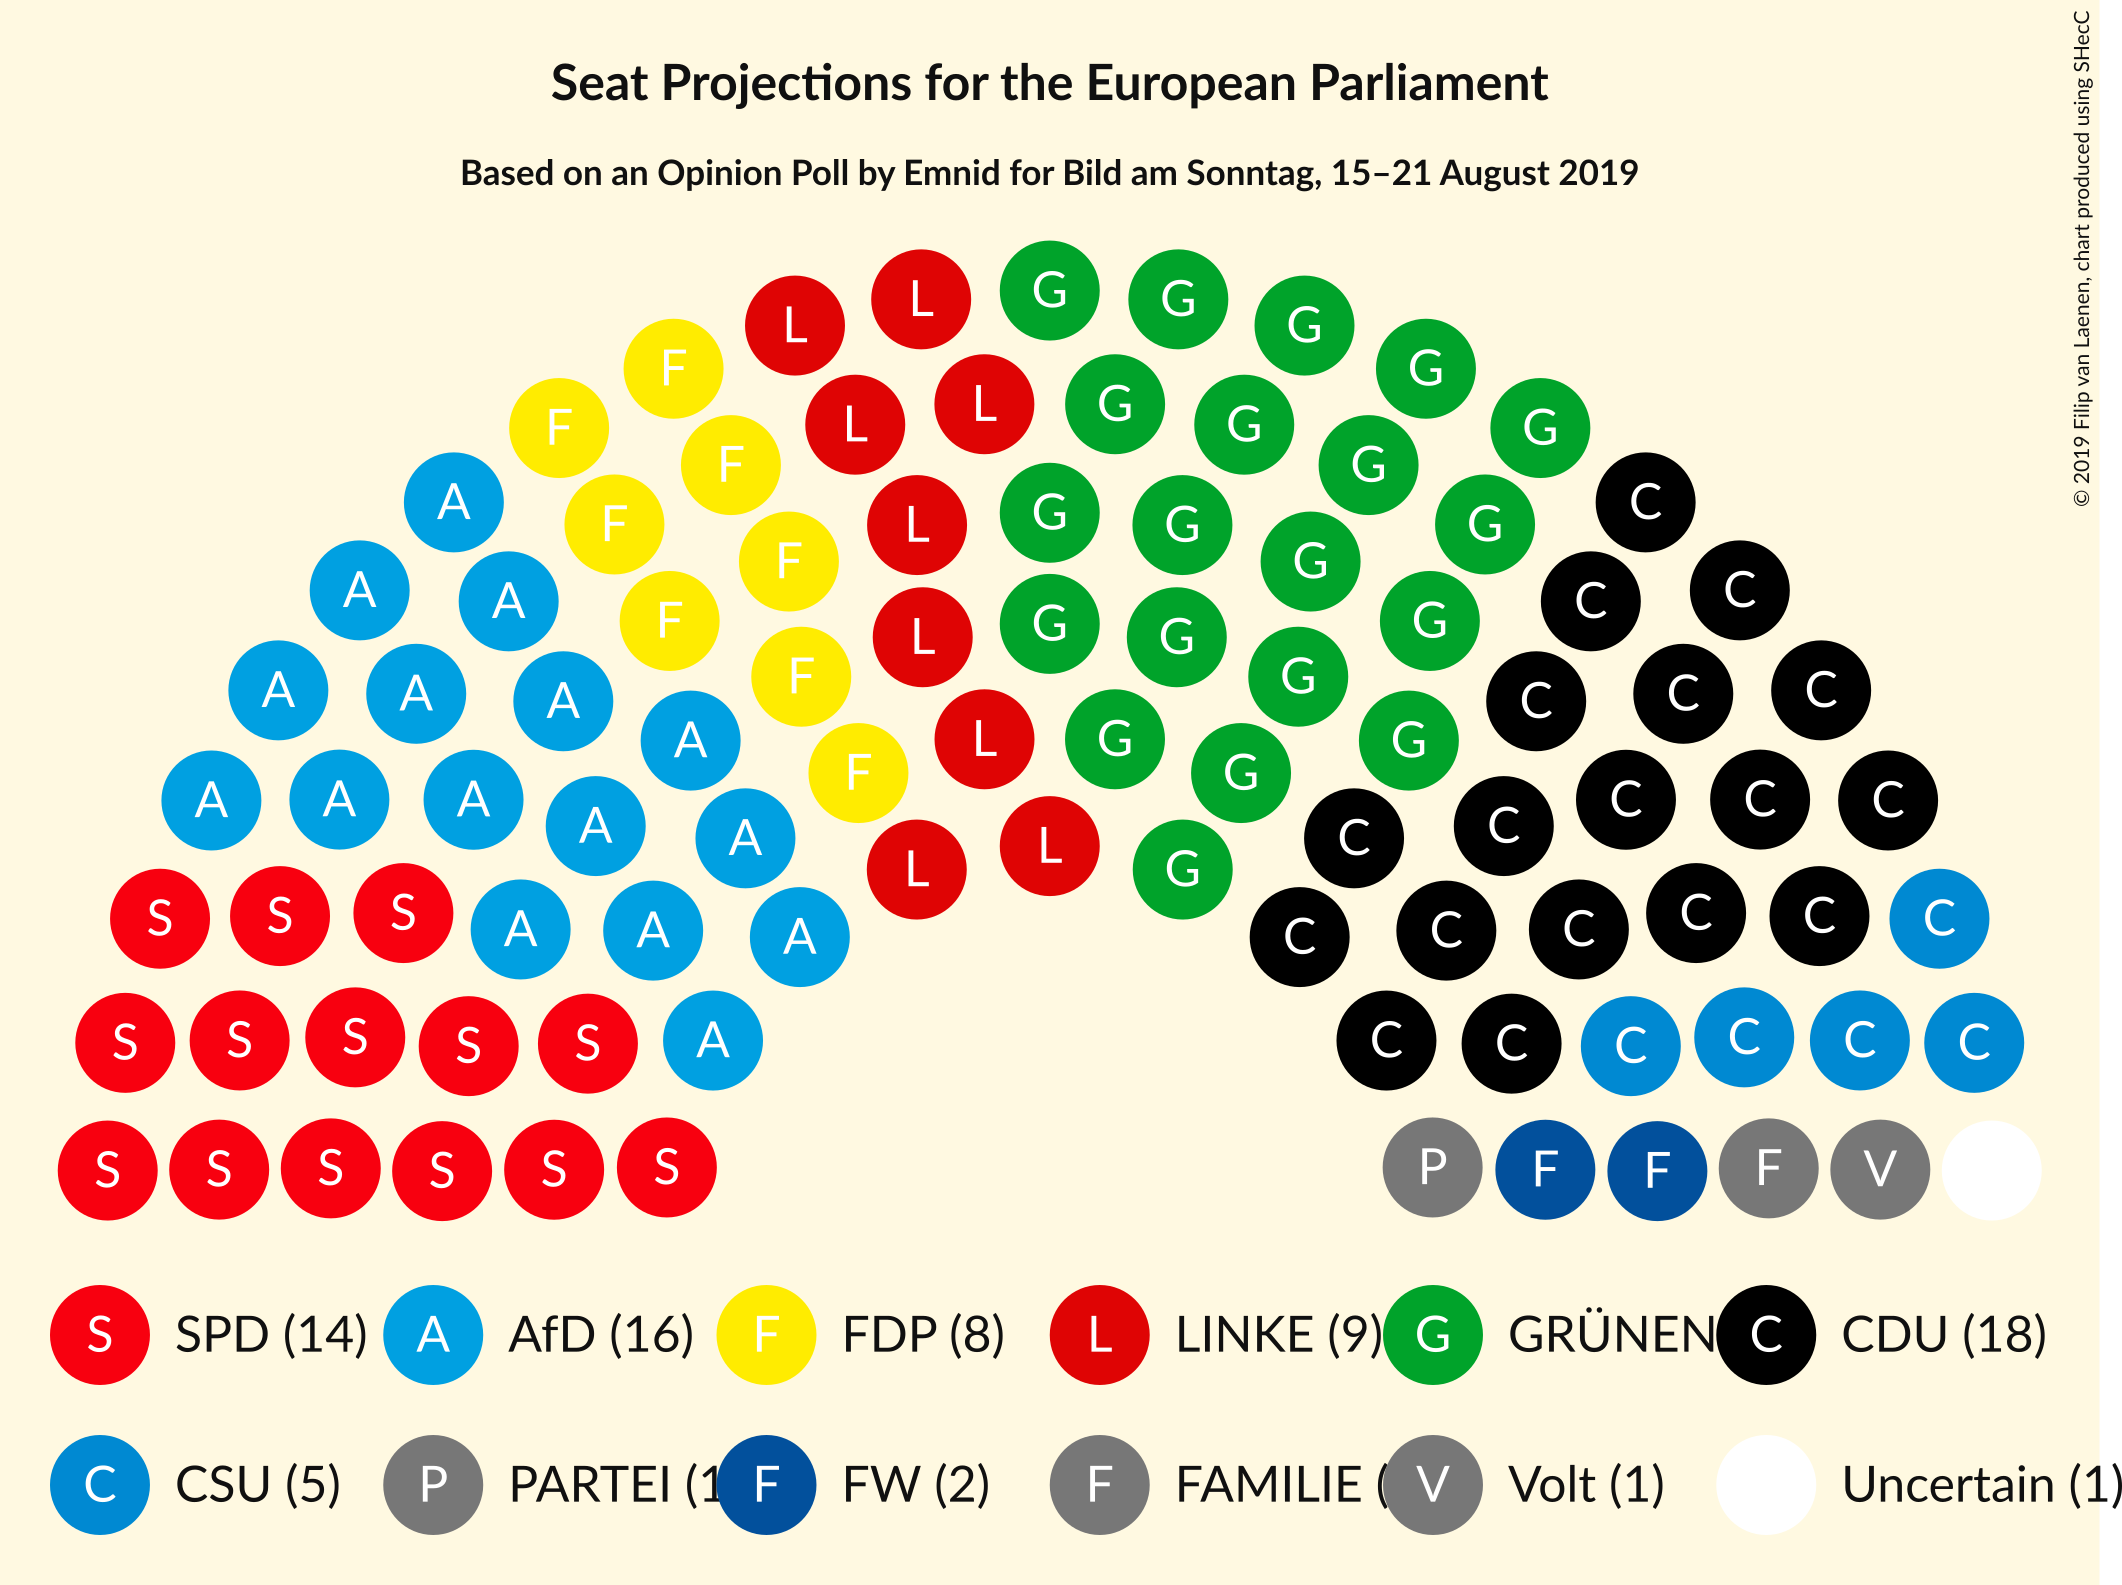 Seat Projections for the European Parliament
Based on an Opinion Poll by Emnid for Bild am Sonntag, 15–21 August 2019
© 2019 Filip van Laenen, chart produced using SHecC
L L G G G
F L L G G G
F F L G G G G
A F F L G G G C
A A F F L G G G C C
A A A A F L G G G C C C
A A A A A L L G C C C C C
S S S A A A C C C C C C
S S S S S A C C C C C C
S S S S S S P F F F V
S SPD (14) A AfD (16) F FDP (8) L LINKE (9) G GRÜNEN C CDU (18)
C CSU (5) P PARTEI (1 F FW (2) F FAMILIE ( V Volt (1) Uncertain (1)